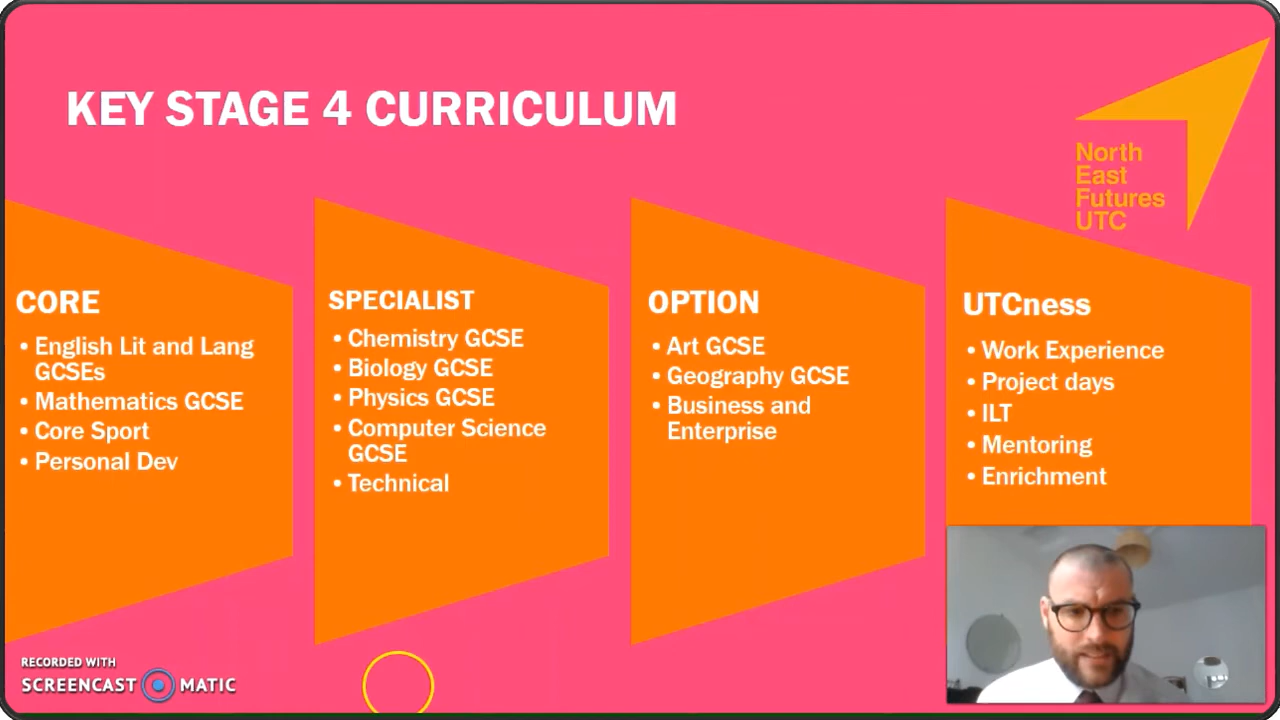 KEY STAGE 4 CURRICULUM
North
East
Futures
UTC
CORE
• English Lit and Lang
GCSEs
• Mathematics GCSE
• Core Sport
• Personal Dev
SPECIALIST
• Chemistry GCSE
• Biology GCSE
• Physics GCSE
• Computer Science
GCSE
• Technical
OPTION
• Art GCSE
• Geography GCSE
• Business and
Enterprise
UTCness
• Work Experience
• Project days
• ILT
• Mentoring
• Enrichment
RECORDED WITH
SCREENCAST MATIC